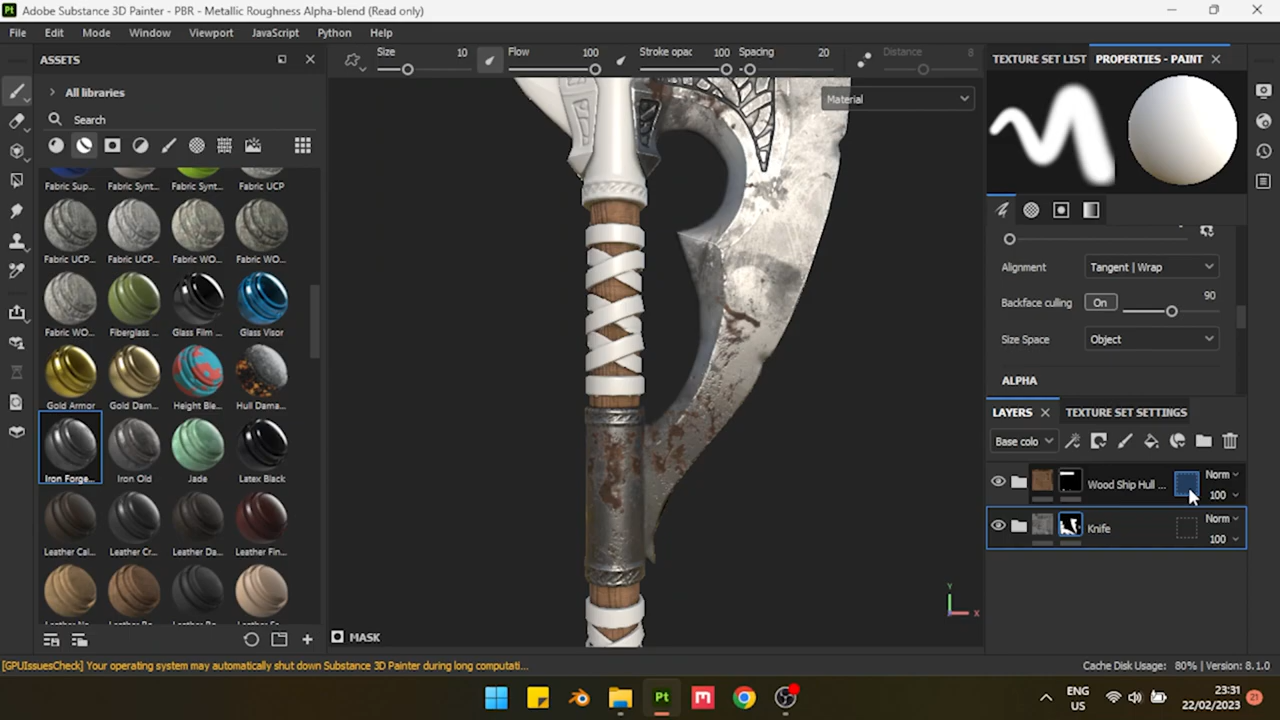 Pt Adobe Substance 3D Painter - PBR - Metallic Roughness Alpha-blend (Read only)
File Edit Mode Window Viewport JavaScript Python Help
ASSETS
Size 10 Flow 100 Stroke opac 100 Spacing 20 Distance 8
TEXTURE SET LIST PROPERTIES - PAINT
All libraries
Search
Material
Fabric Sup... Fabric Synt... Fabric Synt... Fabric UCP
Fabric UCP... Fabric UCP... Fabric WO... Fabric WO...
Fabric WO... Fiberglass ... Glass Film ... Glass Visor
Gold Armor Gold Dam... Height Ble... Hull Dama...
Iron Forge... Iron Old Jade Latex Black
Leather Cal... Leather Cr... Leather Da... Leather Fin...
MASK
Alignment Tangent | Wrap
Backface culling On 90
Size Space Object
ALPHA
LAYERS TEXTURE SET SETTINGS
Base colo
Wood Ship Hull ... Norm
100
Knife Norm
100
[GPUIssuesCheck] Your operating system may automatically shut down Substance 3D Painter during long computati...
Cache Disk Usage: 80% | Version: 8.1.0
Pt
ENG
US
23:31
22/02/2023
21